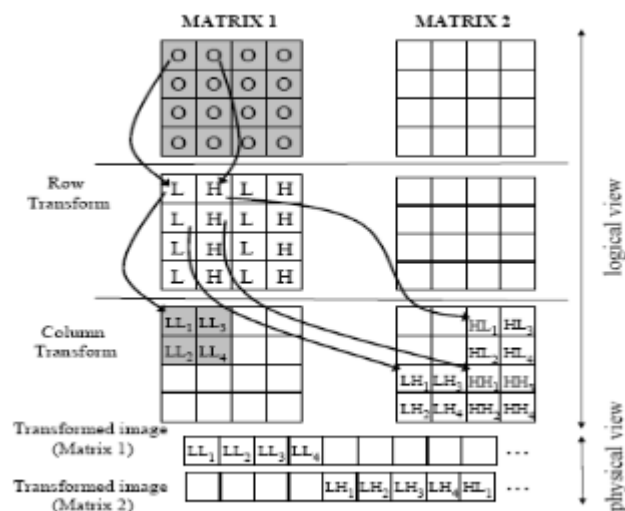 MATRIX 1 MATRIX 2
O O O O
O O O O
O O O O
O O O O
Row
Transform
L H L H
L H L H
L H L H
L H L H
logical view
Column
Transform
LL₁ LL₃ HL₁ HL₃
LL₂ LL₄ HL₂ HL₄
LH₁ LH₃ HH₁ HH₃
LH₂ LH₄ HH₂ HH₄
Transformed image
(Matrix 1)
LL₁ LL₂ LL₃ LL₄ ...
Transformed image
(Matrix 2)
LH₁ LH₂ LH₃ LH₄ HL₁ ...
physical view